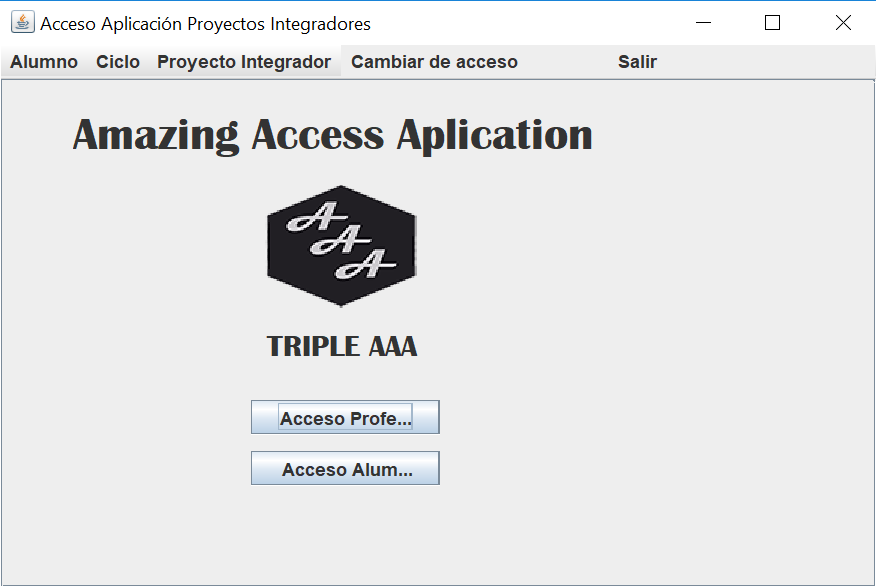 Acceso Aplicación Proyectos Integradores
Alumno Ciclo Proyecto Integrador Cambiar de acceso Salir
Amazing Access Aplication
A
A
A
TRIPLE AAA
Acceso Profe...
Acceso Alum...